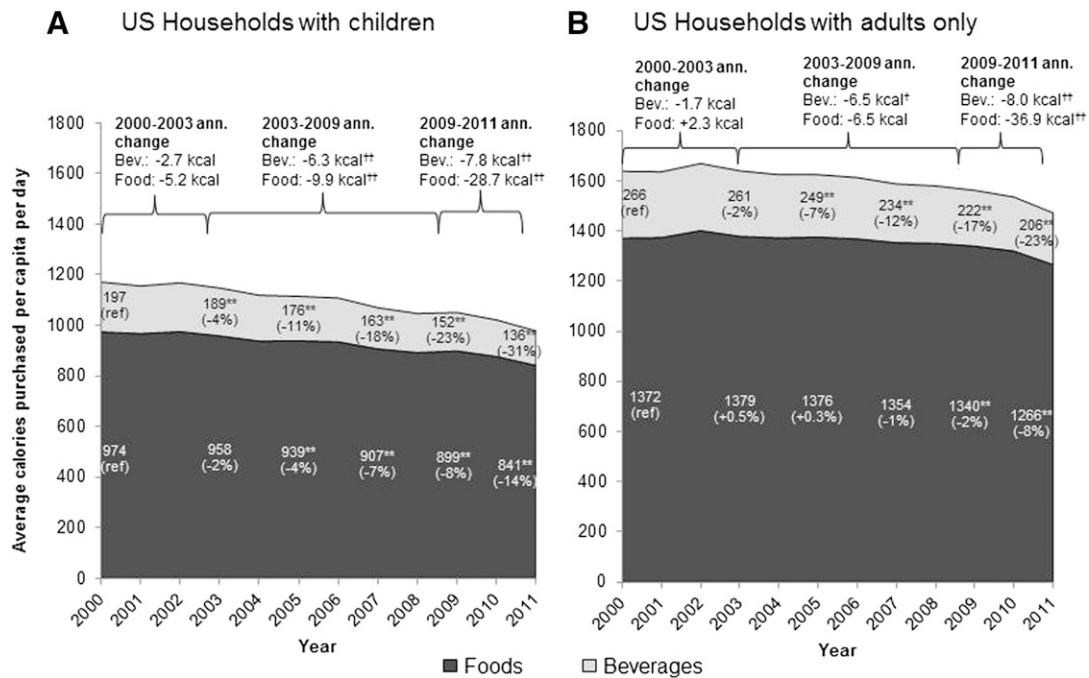 A US Households with children
2000-2003 ann.
change
Bev.: -2.7 kcal
Food: -5.2 kcal
2003-2009 ann.
change
Bev.: -6.3 kcal††
Food: -9.9 kcal††
2009-2011 ann.
change
Bev.: -7.8 kcal††
Food: -28.7 kcal††
Average calories purchased per capita per day
1800
1600
1400
1200
1000
800
600
400
200
0
197
(ref)
189**
(-4%)
176**
(-11%)
163**
(-18%)
152**
(-23%)
136**
(-31%)
974
(ref)
958
(-2%)
939**
(-4%)
907**
(-7%)
899**
(-8%)
841**
(-14%)
2000 2001 2002 2003 2004 2005 2006 2007 2008 2009 2010 2011
Year
B US Households with adults only
2000-2003 ann.
change
Bev.: -1.7 kcal
Food: +2.3 kcal
2003-2009 ann.
change
Bev.: -6.5 kcal†
Food: -6.5 kcal
2009-2011 ann.
change
Bev.: -8.0 kcal††
Food: -36.9 kcal††
1800
1600
1400
1200
1000
800
600
400
200
0
266
(ref)
261
(-2%)
249**
(-7%)
234**
(-12%)
222**
(-17%)
206**
(-23%)
1372
(ref)
1379
(+0.5%)
1376
(+0.3%)
1354
(-1%)
1340**
(-2%)
1266**
(-8%)
2000 2001 2002 2003 2004 2005 2006 2007 2008 2009 2010 2011
Year
Foods Beverages